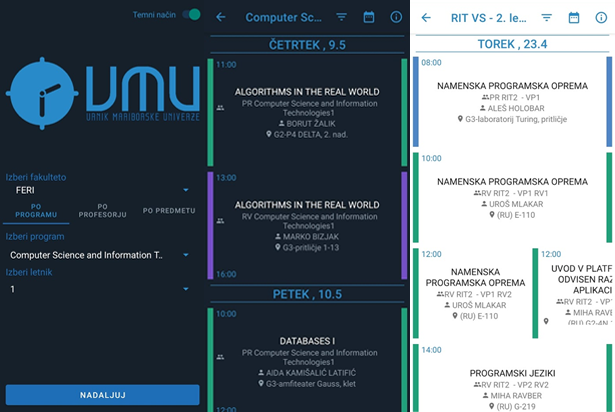 Temni način
UMU
URNIK MARIBORSKE UNIVERZE
Izberi fakulteto
FERI
PO PROGRAMU
PO PROFESORJU
PO PREDMETU
Izberi program
Computer Science and Information T..
Izberi letnik
1
NADALJUJ
Computer Sc...
ČETRTEK , 9.5
11:00
ALGORITHMS IN THE REAL WORLD
PR Computer Science and Information
Technologies1
BORUT ŽALIK
G2-P4 DELTA, 2. nad.
13:00
ALGORITHMS IN THE REAL WORLD
RV Computer Science and Information
Technologies1
MARKO BIZJAK
G3-pritličje 1-13
16:00
PETEK , 10.5
10:00
DATABASES I
PR Computer Science and Information
Technologies1
AIDA KAMIŠALIĆ LATIFIĆ
G3-amfiteater Gauss, klet
12:00
RIT VS - 2. le...
TOREK , 23.4
08:00
NAMENSKA PROGRAMSKA OPREMA
PR RIT2 - VP1
ALEŠ HOLOBAR
G3-laboratorij Turing, pritličje
10:00
NAMENSKA PROGRAMSKA OPREMA
RV RIT2 - VP1 RV1
UROŠ MLAKAR
(RU) E-110
12:00
NAMENSKA
PROGRAMSKA OPREMA
RV RIT2 - VP1 RV2
UROŠ MLAKAR
(RU) E-110
12:00
UVOD V PLATF
ODVISEN RAZ
APLIKACI
RV RIT2 - VP1
MIHA RAVBE
(RU) G2-4N
14:00
PROGRAMSKI JEZIKI
RV RIT2 - VP2 RV2
MIHA RAVBER
(RU) G-219